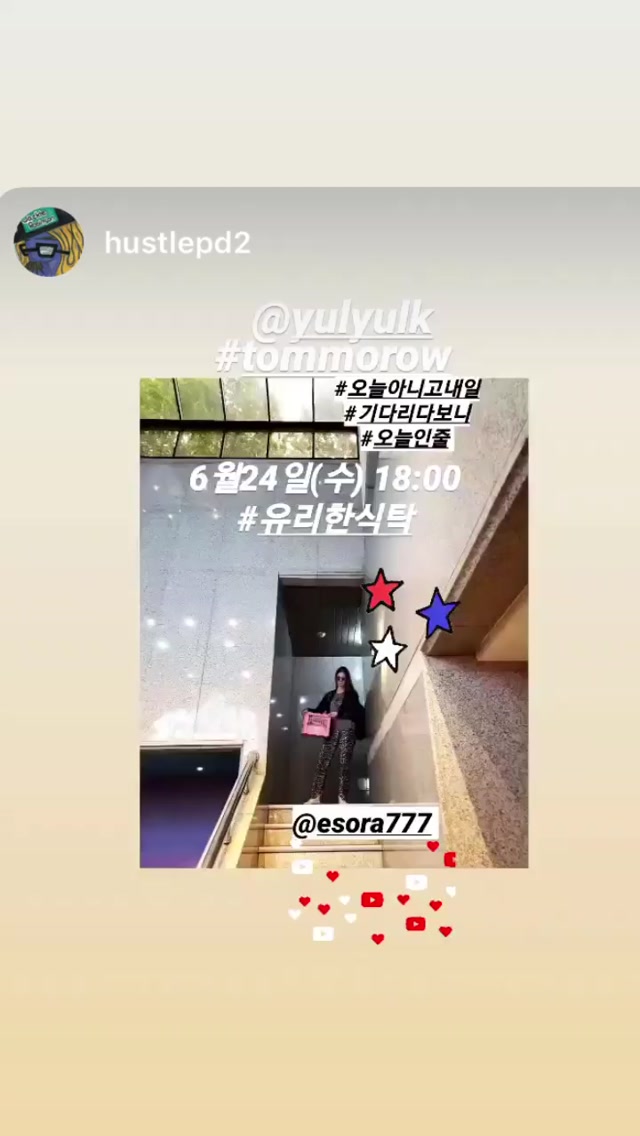 hustlepd2
@yulyulk
#tommorow
#오늘아니고내일
#기다리다보니
#오늘인줄
6월24일(수) 18:00
#유리한식탁
@esora777